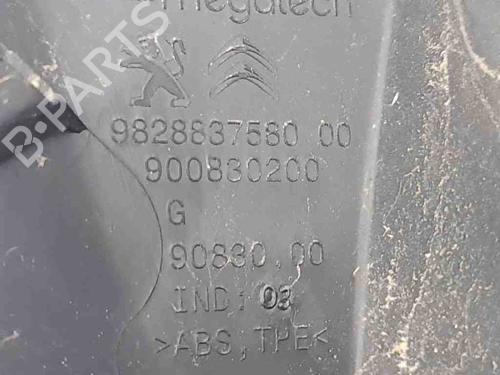 megatech
9828837580 00
900830200
G
90830.00
IND: 03
>ABS,TPE<
B-PARTS